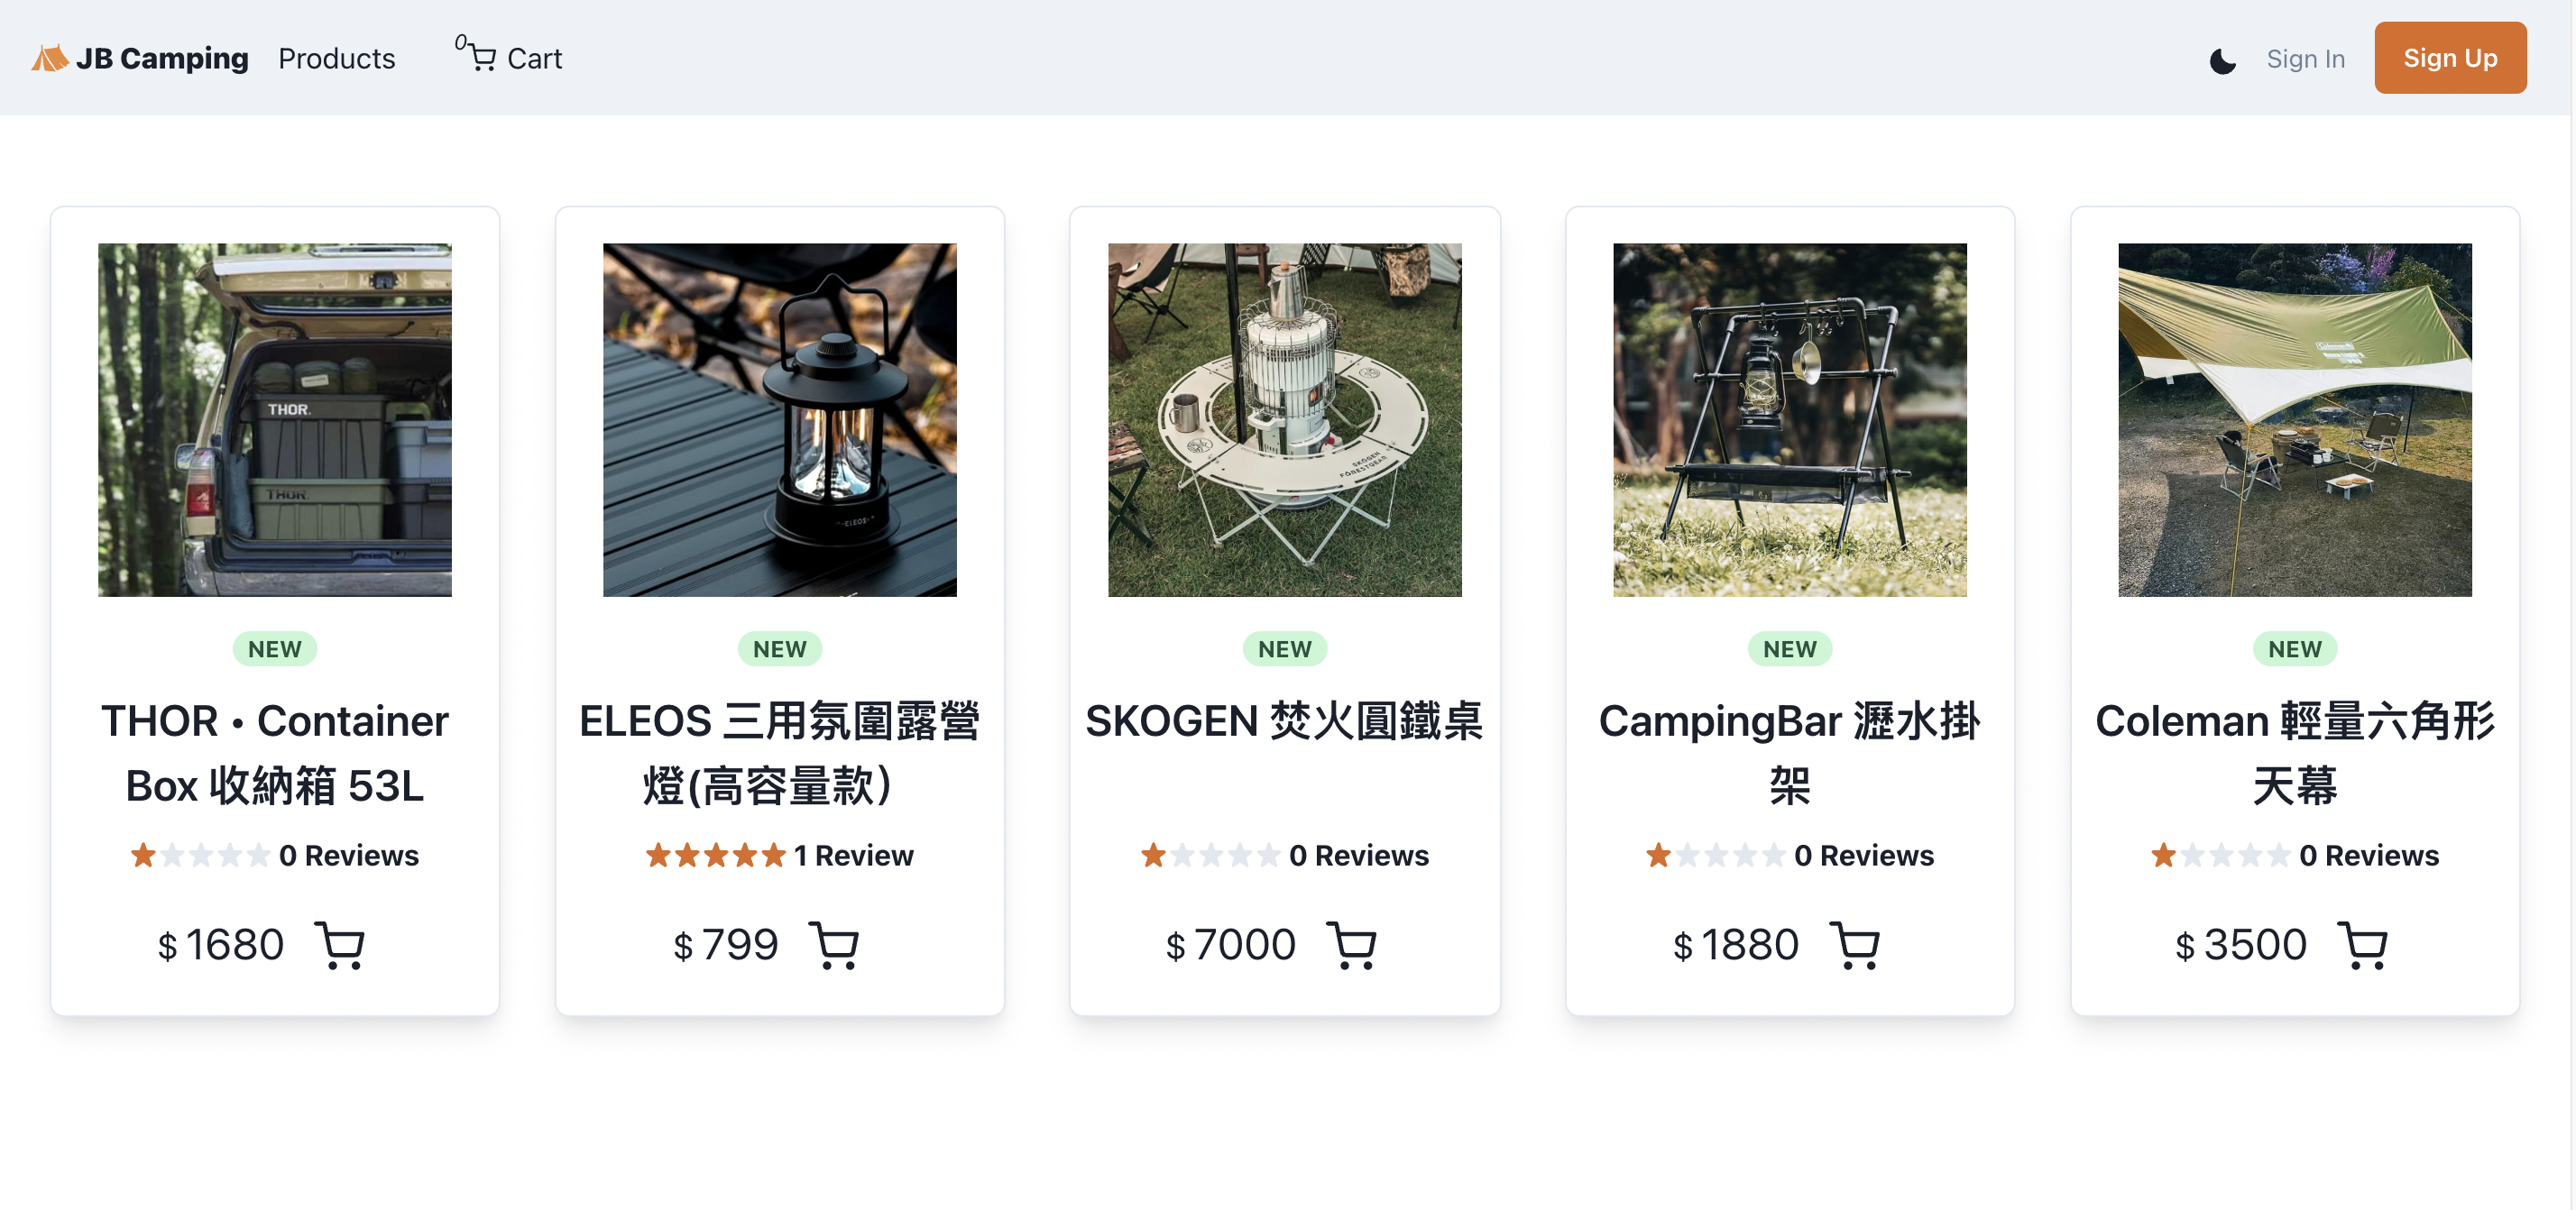 JB Camping
Products
0
Cart
Sign In
Sign Up
THOR.
THOR.
ELEOS
SKOGEN
FORESTGEAR
Coleman
NEW
THOR • Container
Box 收納箱 53L
0 Reviews
$ 1680
NEW
ELEOS 三用氛圍露營
燈(高容量款）
1 Review
$ 799
NEW
SKOGEN 焚火圓鐵桌
0 Reviews
$ 7000
NEW
CampingBar 瀝水掛
架
0 Reviews
$ 1880
NEW
Coleman 輕量六角形
天幕
0 Reviews
$ 3500